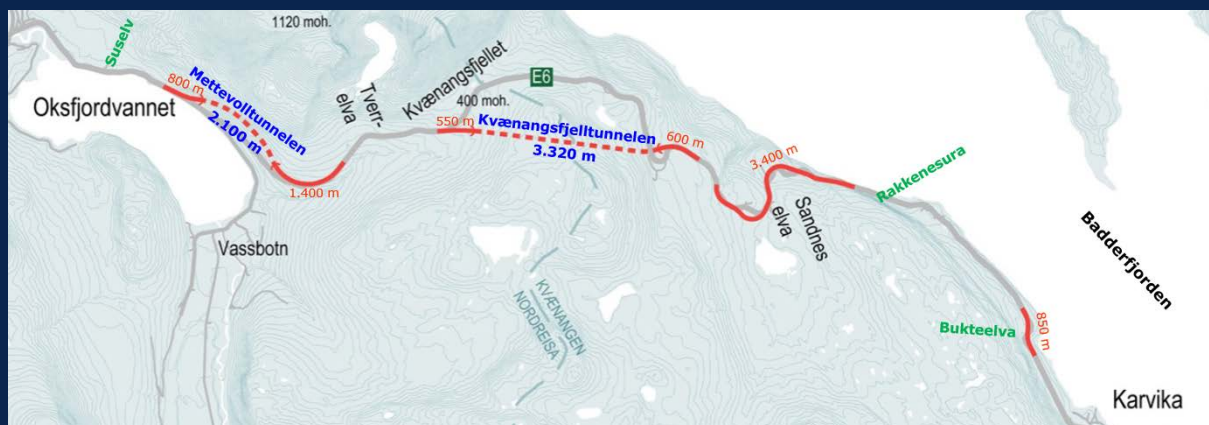 1120 moh.
Suselv
800 m
Mettevolltunnelen
2.100 m
Oksfjordvannet
Tverr-
elva
Kvænangsfjellet
E6
400 moh.
550 m
Kvænangsfjelltunnelen
3.320 m
600 m
1.400 m
3.400 m
Rakkenesura
Sandnes
elva
Badderfjorden
Vassbotn
KVÆNANGEN
NORDREISA
Bukteelva
850 m
Karvika